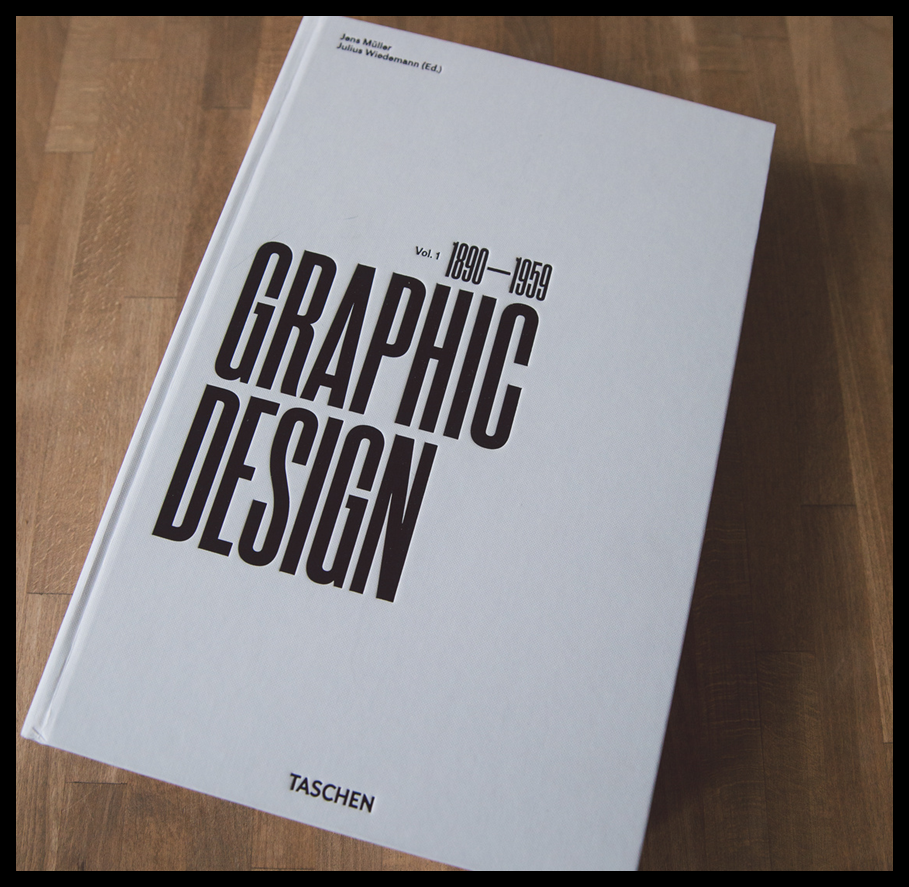 Jens Müller
Julius Wiedemann (Ed.)
Vol. 1 1890—1959
GRAPHIC
DESIGN
TASCHEN